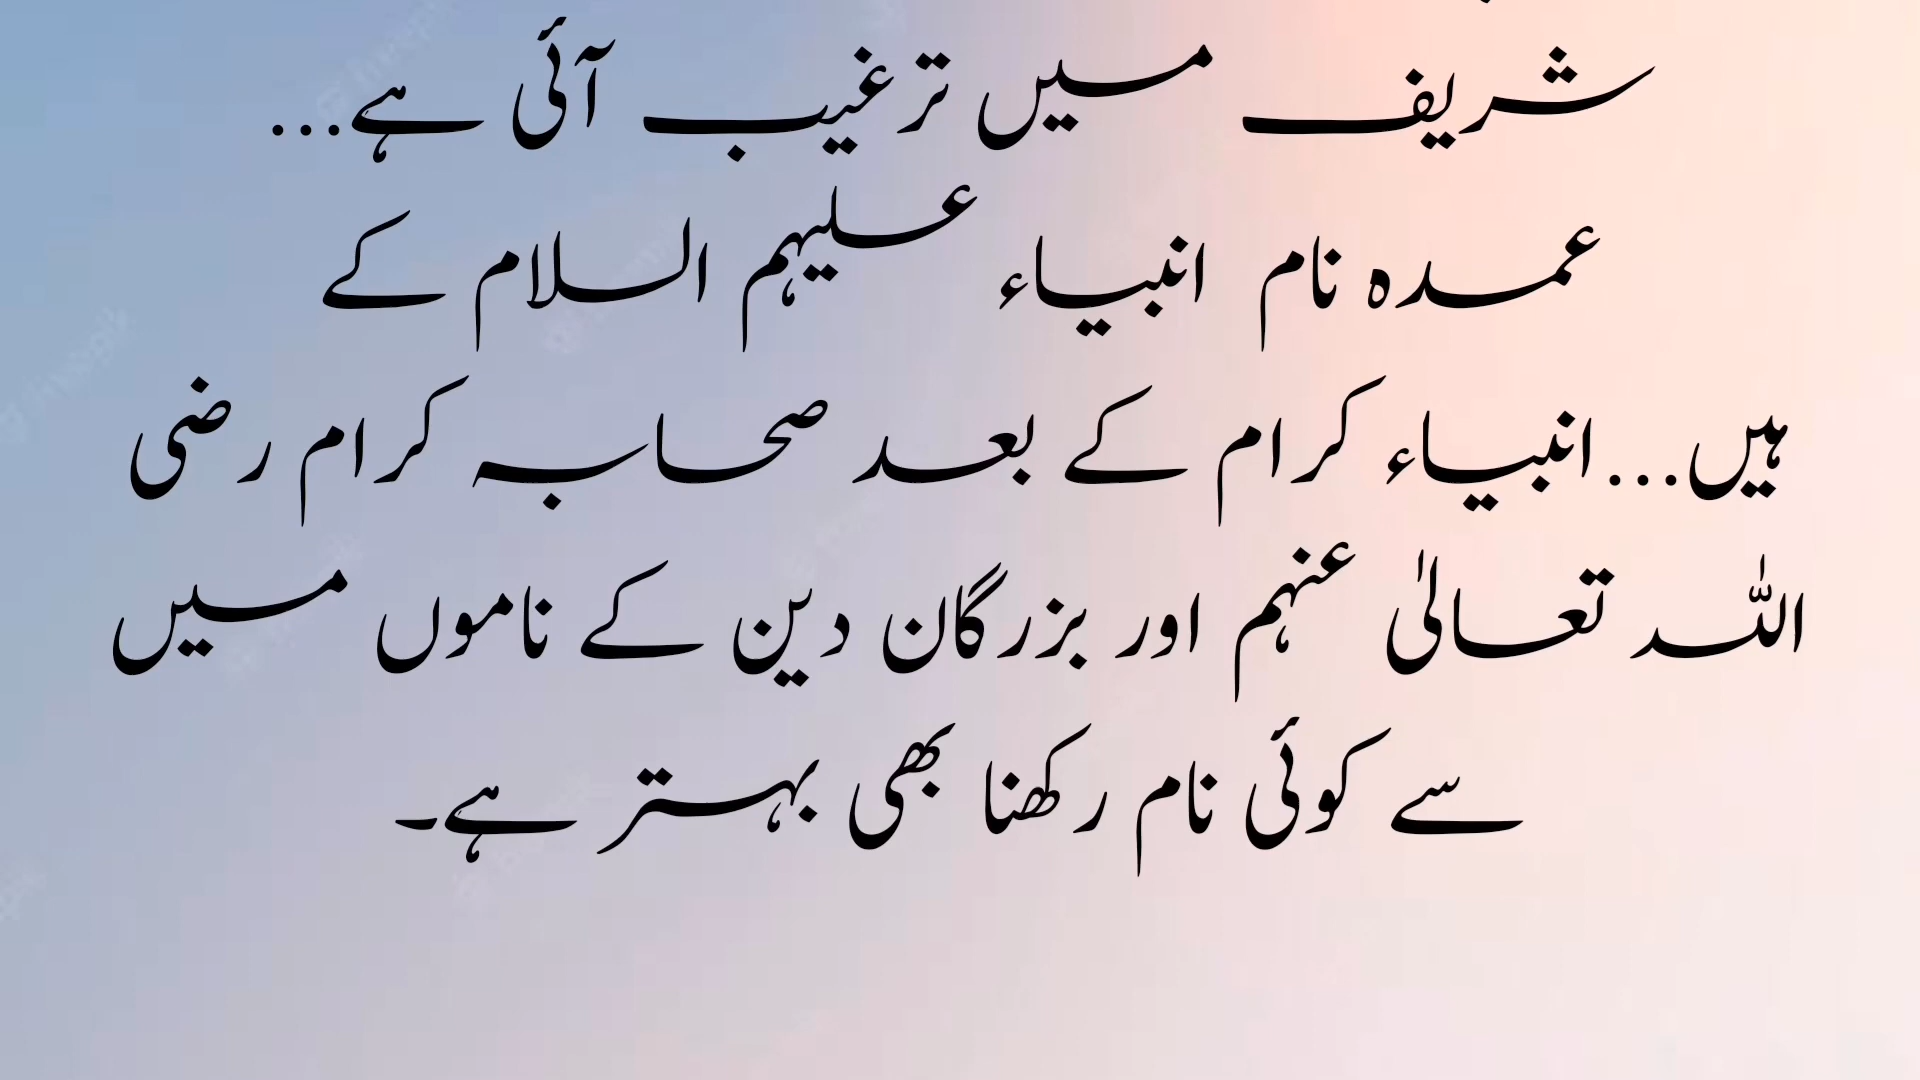 شریف میں ترغیب آئی ہے...
عمدہ نام انبیاء علیہم السلام کے
ہیں...انبیاء کرام کے بعد صحابہ کرام رضی
اللہ تعالیٰ عنہم اور بزرگان دین کے ناموں میں
سے کوئی نام رکھنا بھی بہتر ہے۔